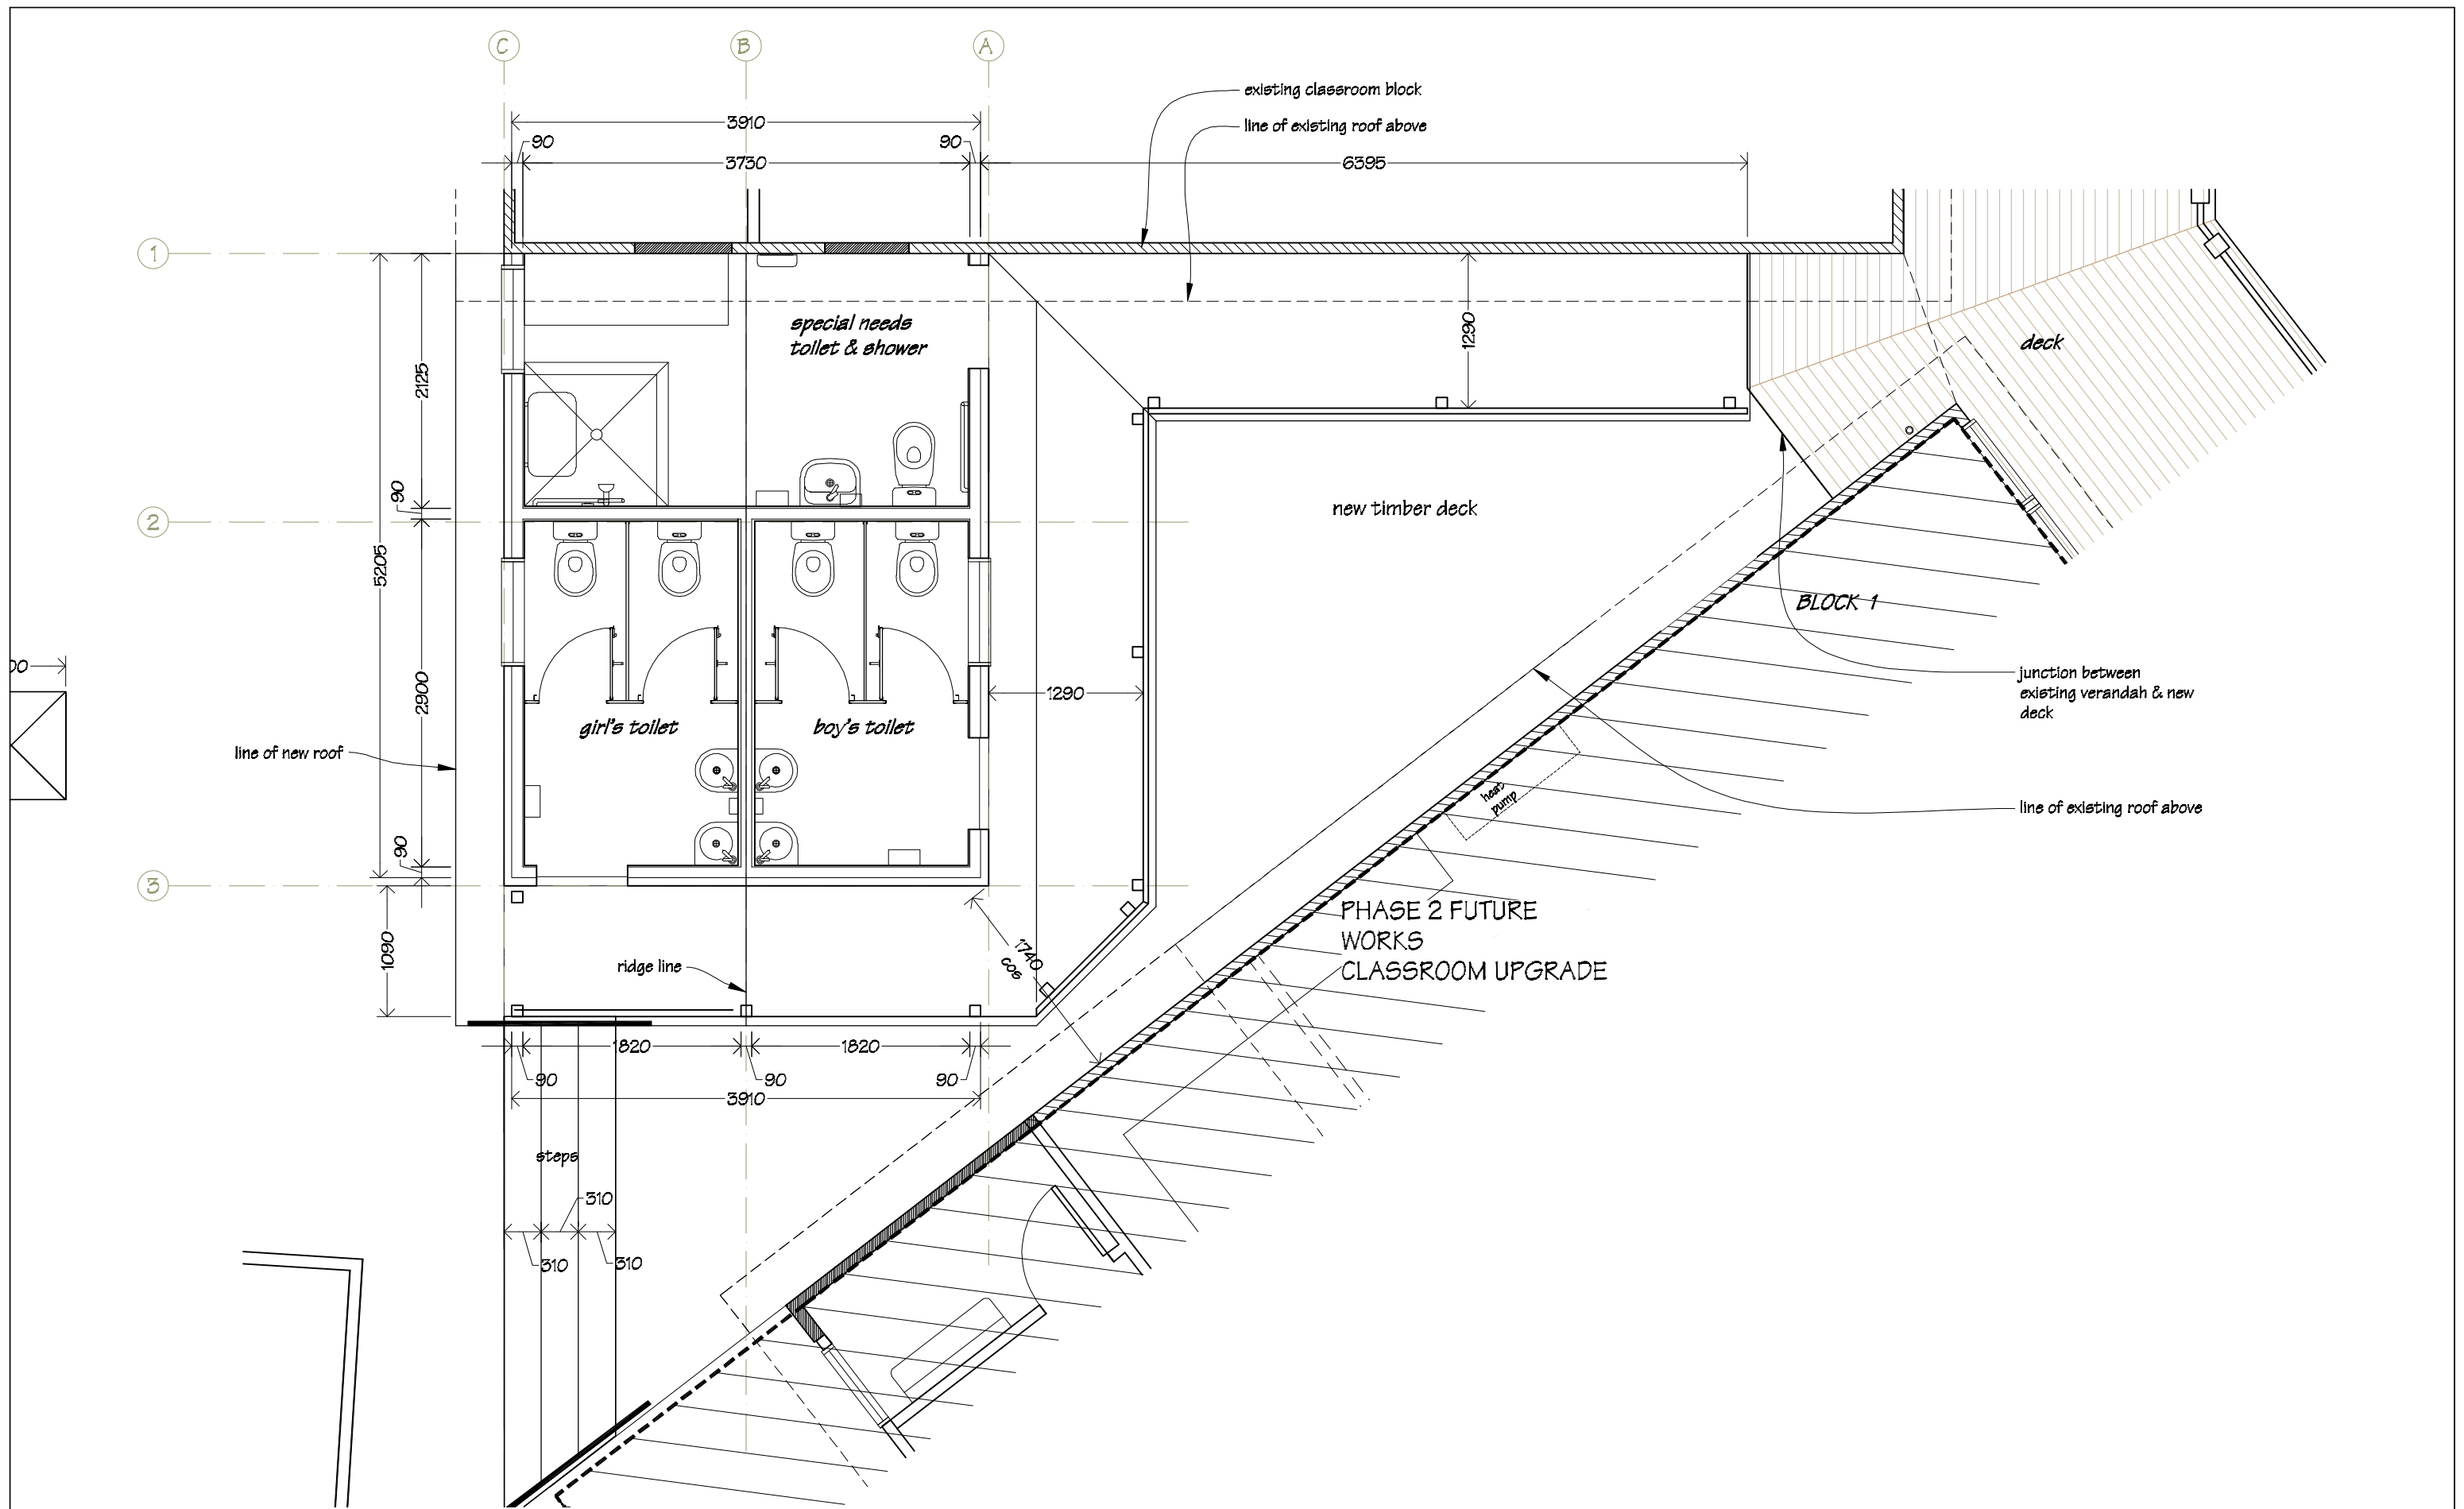 C
B
A
existing classroom block
3910
line of existing roof above
90
90
3730
6395
1
special needs
toilet & shower
1290
deck
2125
90
2
new timber deck
5205
BLOCK 1
00
junction between
existing verandah & new
deck
2900
1290
girl's toilet
boy's toilet
line of new roof
heat
pump
line of existing roof above
90
3
PHASE 2 FUTURE
WORKS
CLASSROOM UPGRADE
1090
1740
cos
ridge line
1820
1820
90
90
90
3910
steps
310
310
310